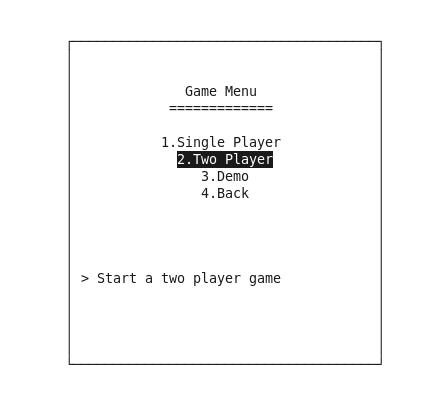 Game Menu
=============
1.Single Player
2.Two Player
3.Demo
4.Back
> Start a two player game